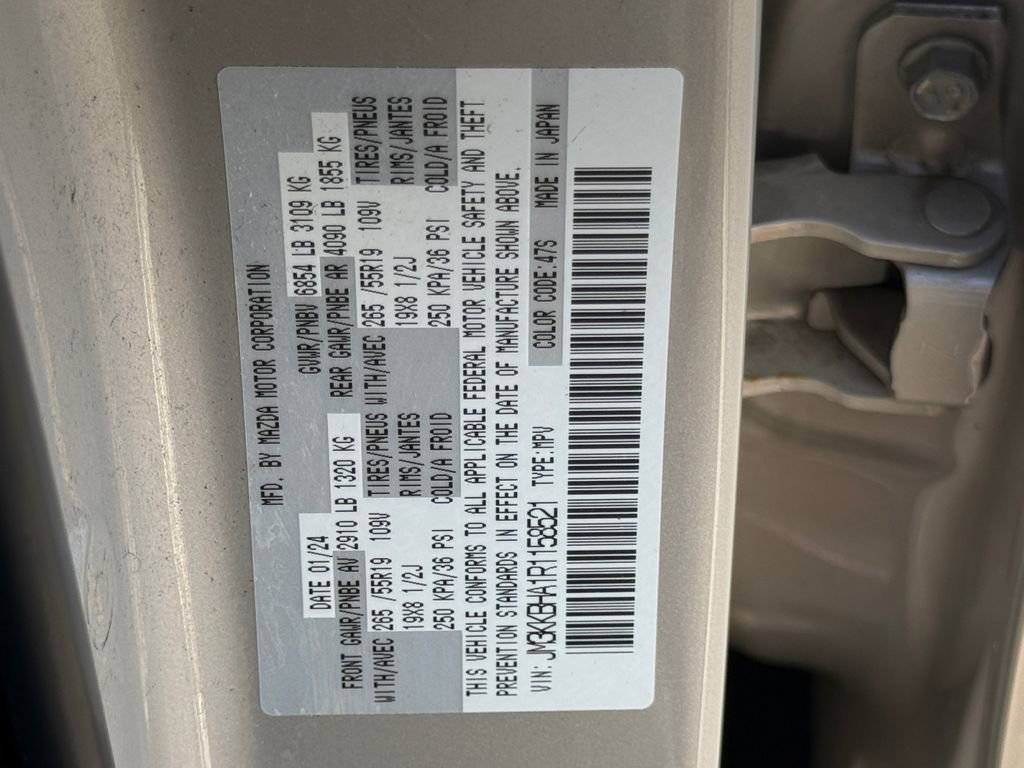 MFD. BY MAZDA MOTOR CORPORATION
DATE 01/24 GVWR/PNBV 6854 LB 3109 KG
FRONT GAWR/PNBE AV 2910 LB 1320 KG REAR GAWR/PNBE AR 4090 LB 1855 KG
WITH/AVEC 265 /55R19 109V TIRES/PNEUS WITH/AVEC 265 /55R19 109V TIRES/PNEUS
19X8 1/2J RIMS/JANTES 19X8 1/2J RIMS/JANTES
250 KPA/36 PSI COLD/A FROID 250 KPA/36 PSI COLD/A FROID
THIS VEHICLE CONFORMS TO ALL APPLICABLE FEDERAL MOTOR VEHICLE SAFETY AND THEFT
PREVENTION STANDARDS IN EFFECT ON THE DATE OF MANUFACTURE SHOWN ABOVE.
VIN: JM3KKBHA1R1158521 TYPE:MPV COLOR CODE:47S MADE IN JAPAN